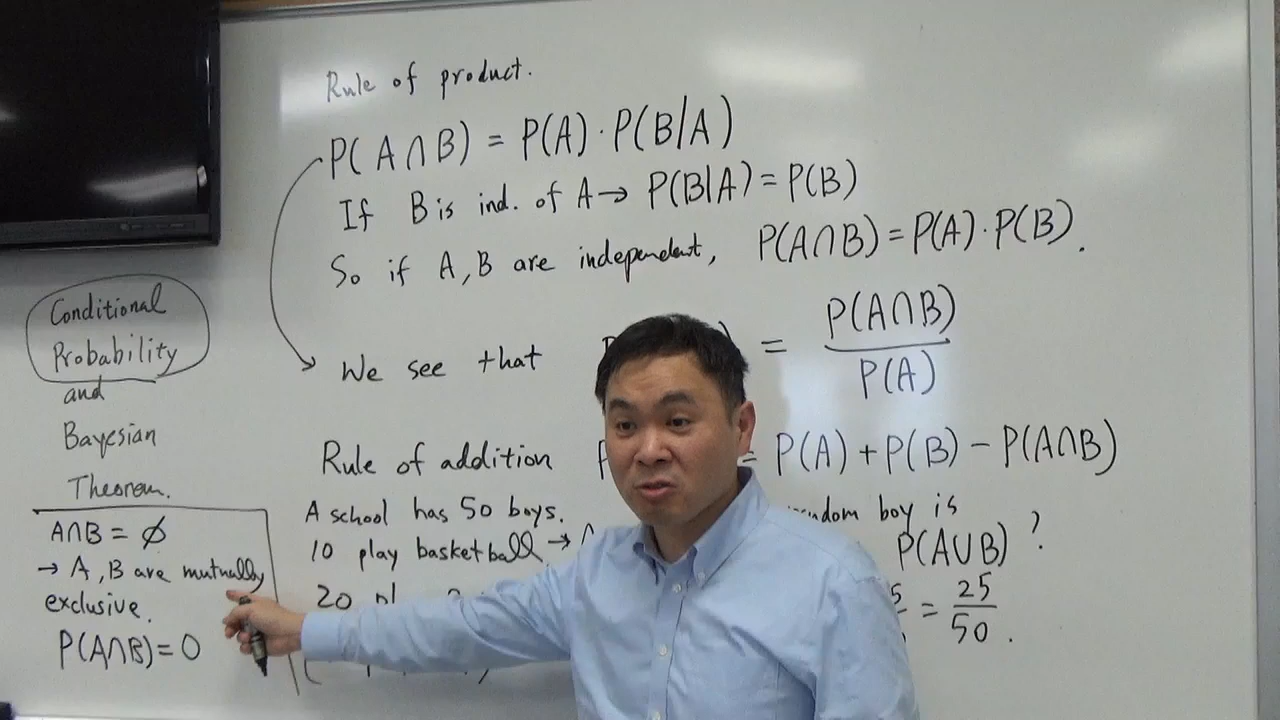 Rule of product.
P(A∩B) = P(A)·P(B|A)
If B is ind. of A → P(B|A) = P(B)
So if A, B are independent, P(A∩B) = P(A)·P(B).
We see that = P(A∩B) / P(A)
Rule of addition = P(A) + P(B) − P(A∩B)
A school has 50 boys. random boy is
10 play basketball → P(A∪B)?
20 = 25/50.
Conditional
Probability
and
Bayesian
Theorem.
A∩B = ∅
→ A, B are mutually
exclusive.
P(A∩B) = 0